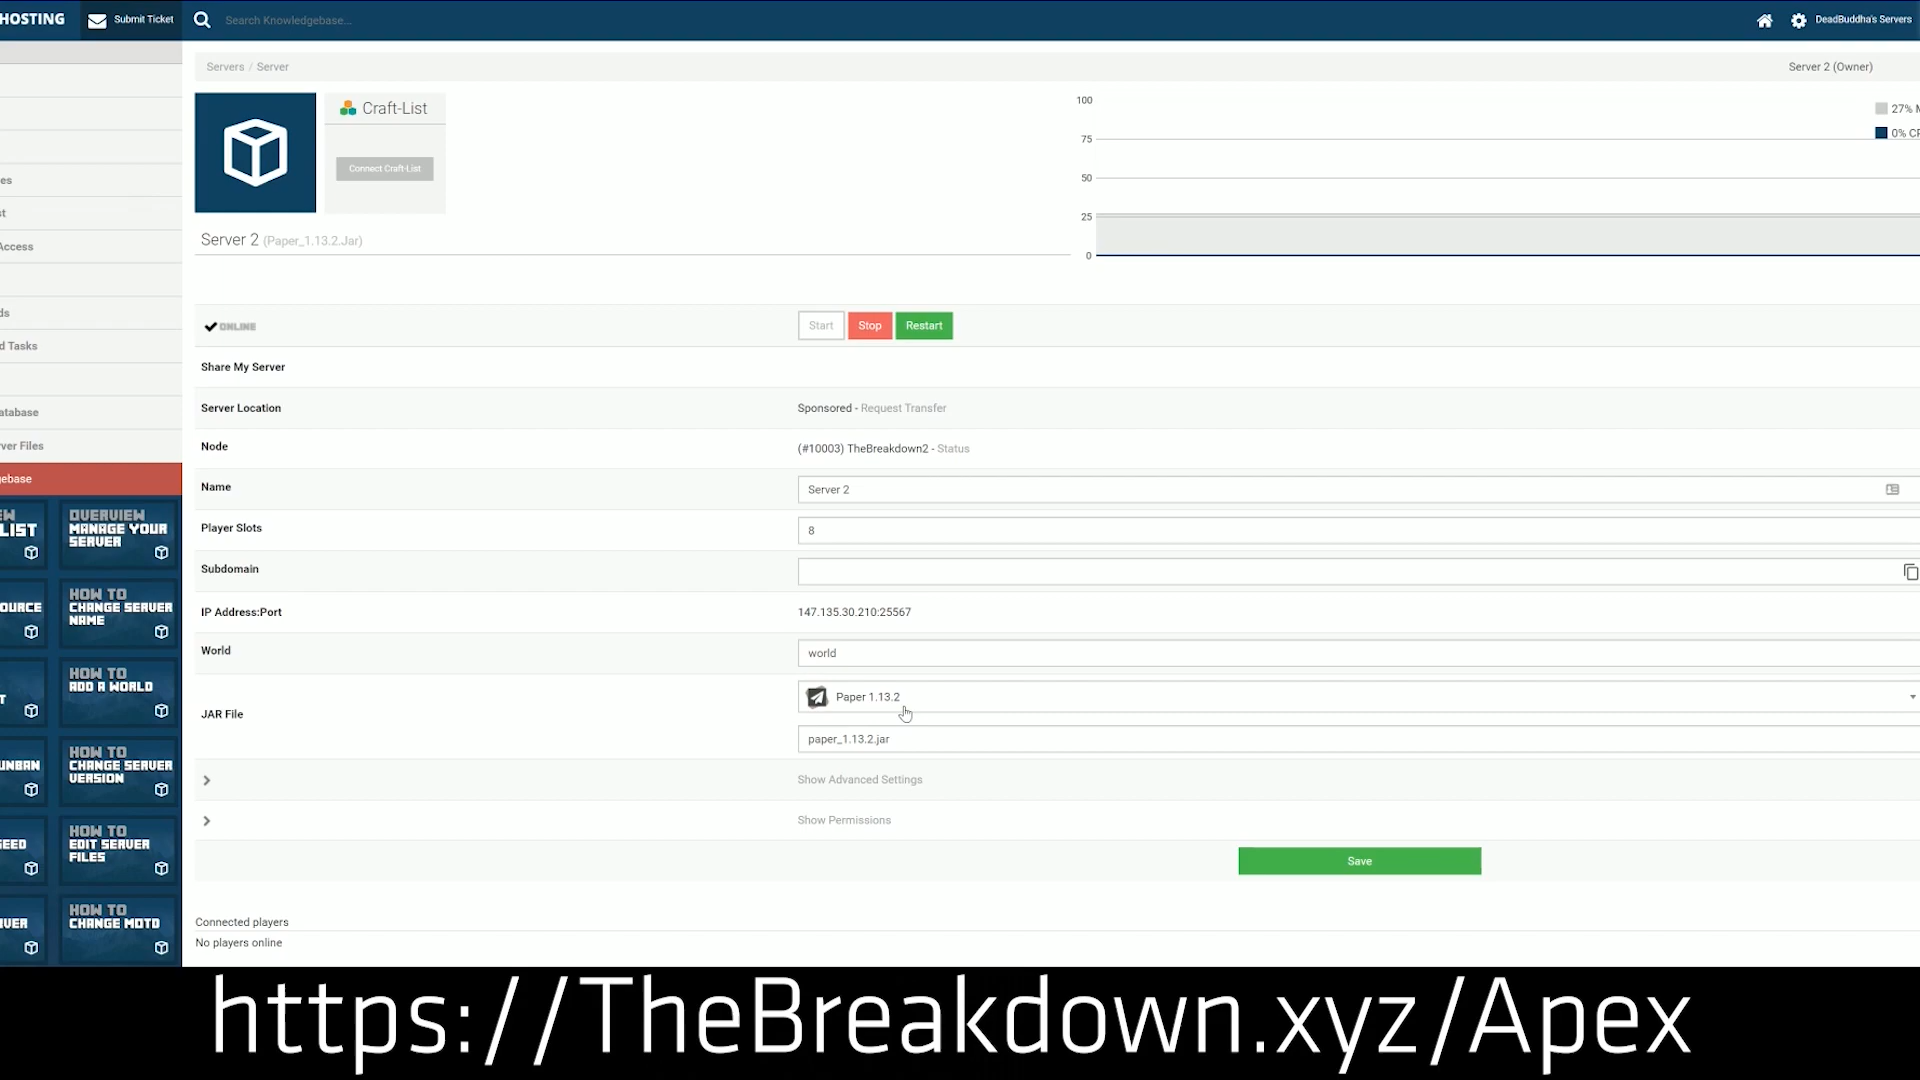 HOSTING
Submit Ticket
Search Knowledgebase...
DeadBuddha's Servers
Servers / Server
Server 2 (Owner)
Craft-List
Connect Craft-List
Server 2 (Paper_1.13.2.Jar)
100
75
50
25
0
27% M
0% CP
es
st
Access
ds
d Tasks
atabase
ver Files
gebase
ONLINE
Start
Stop
Restart
Share My Server
Server Location
Sponsored - Request Transfer
Node
(#10003) TheBreakdown2 - Status
Name
Server 2
Player Slots
8
Subdomain
IP Address:Port
147.135.30.210:25567
World
world
JAR File
Paper 1.13.2
paper_1.13.2.jar
Show Advanced Settings
Show Permissions
Save
Connected players
No players online
EW
LIST
OVERVIEW
MANAGE YOUR
SERVER
OURCE
HOW TO
CHANGE SERVER
NAME
T
HOW TO
ADD A WORLD
UNBAN
HOW TO
CHANGE SERVER
VERSION
SEED
HOW TO
EDIT SERVER
FILES
VER
HOW TO
CHANGE MOTD
https://TheBreakdown.xyz/Apex